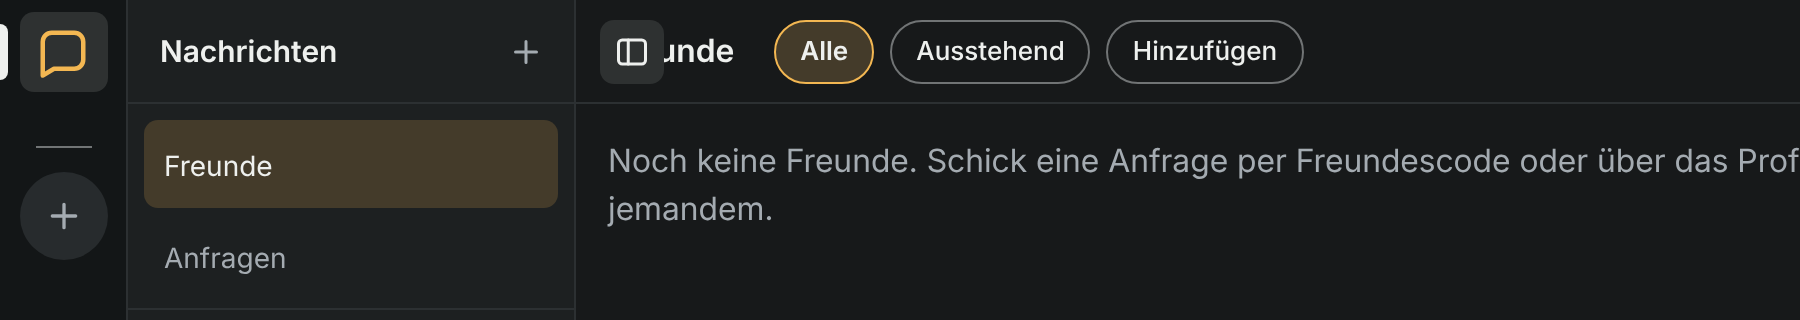 Nachrichten
unde
Alle
Ausstehend
Hinzufügen
Freunde
Anfragen
Noch keine Freunde. Schick eine Anfrage per Freundescode oder über das Prof
jemandem.